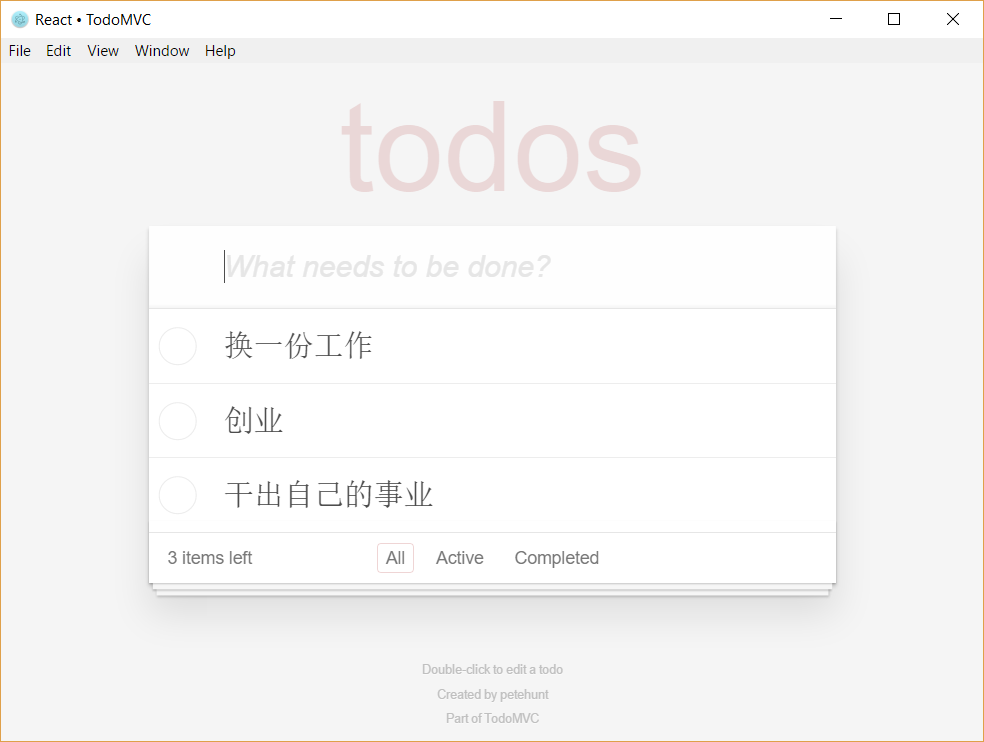 React • TodoMVC
File Edit View Window Help
todos
What needs to be done?
换一份工作
创业
干出自己的事业
3 items left All Active Completed
Double-click to edit a todo
Created by petehunt
Part of TodoMVC